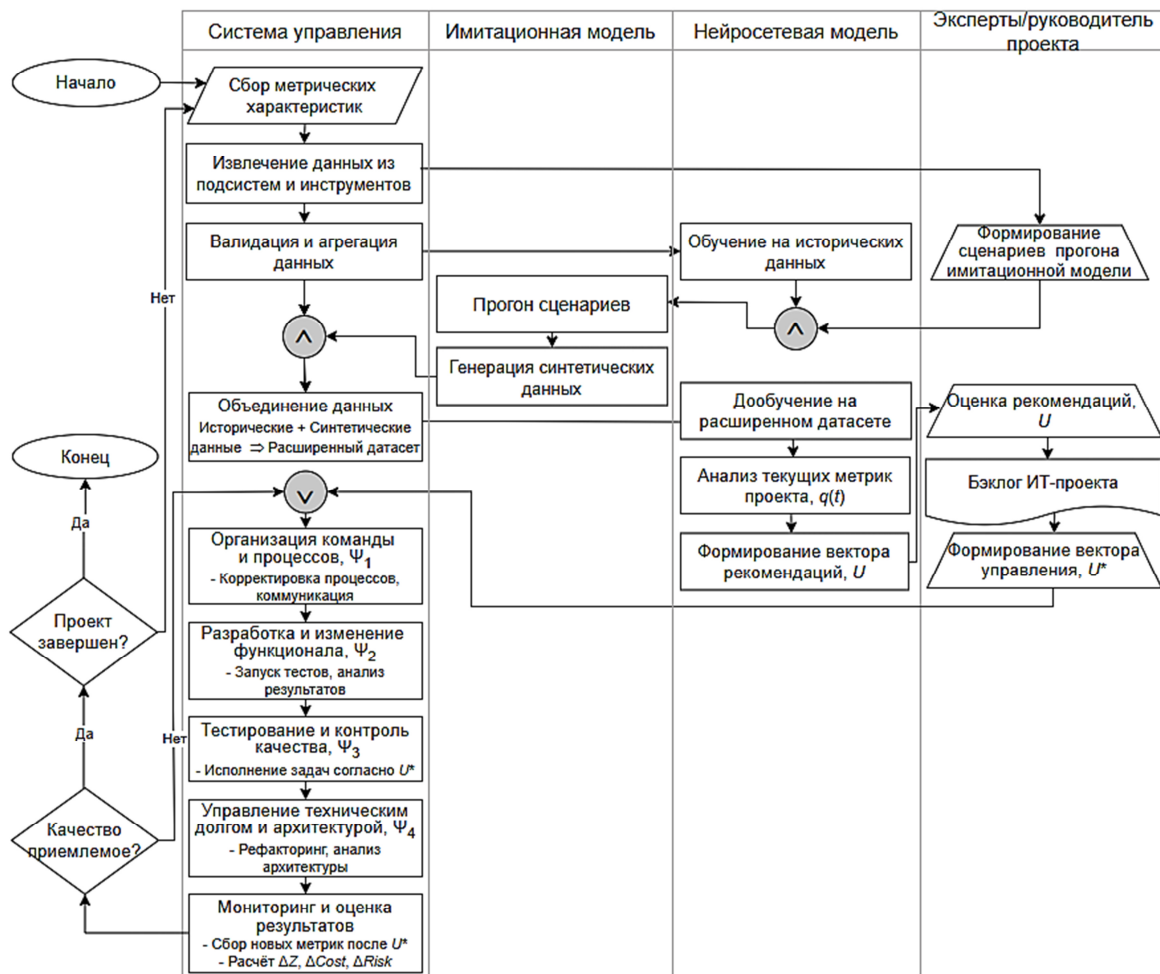 Система управления
Имитационная модель
Нейросетевая модель
Эксперты/руководитель
проекта
Начало
Сбор метрических
характеристик
Извлечение данных из
подсистем и инструментов
Валидация и агрегация
данных
Обучение на исторических
данных
Формирование
сценариев прогона
имитационной модели
Нет
Прогон сценариев
∧
∧
Генерация синтетических
данных
Объединение данных
Исторические + Синтетические
данные ⇒ Расширенный датасет
Дообучение на
расширенном датасете
Оценка рекомендаций,
U
Конец
Анализ текущих метрик
проекта, q(t)
Бэклог ИТ-проекта
∨
Да
Организация команды
и процессов, Ψ1
- Корректировка процессов,
коммуникация
Формирование вектора
рекомендаций, U
Формирование вектора
управления, U*
Проект
завершен?
Разработка и изменение
функционала, Ψ2
- Запуск тестов, анализ
результатов
Да
Нет
Тестирование и контроль
качества, Ψ3
- Исполнение задач согласно U*
Качество
приемлемое?
Управление техническим
долгом и архитектурой, Ψ4
- Рефакторинг, анализ
архитектуры
Мониторинг и оценка
результатов
- Сбор новых метрик после U*
- Расчёт ΔZ, ΔCost, ΔRisk